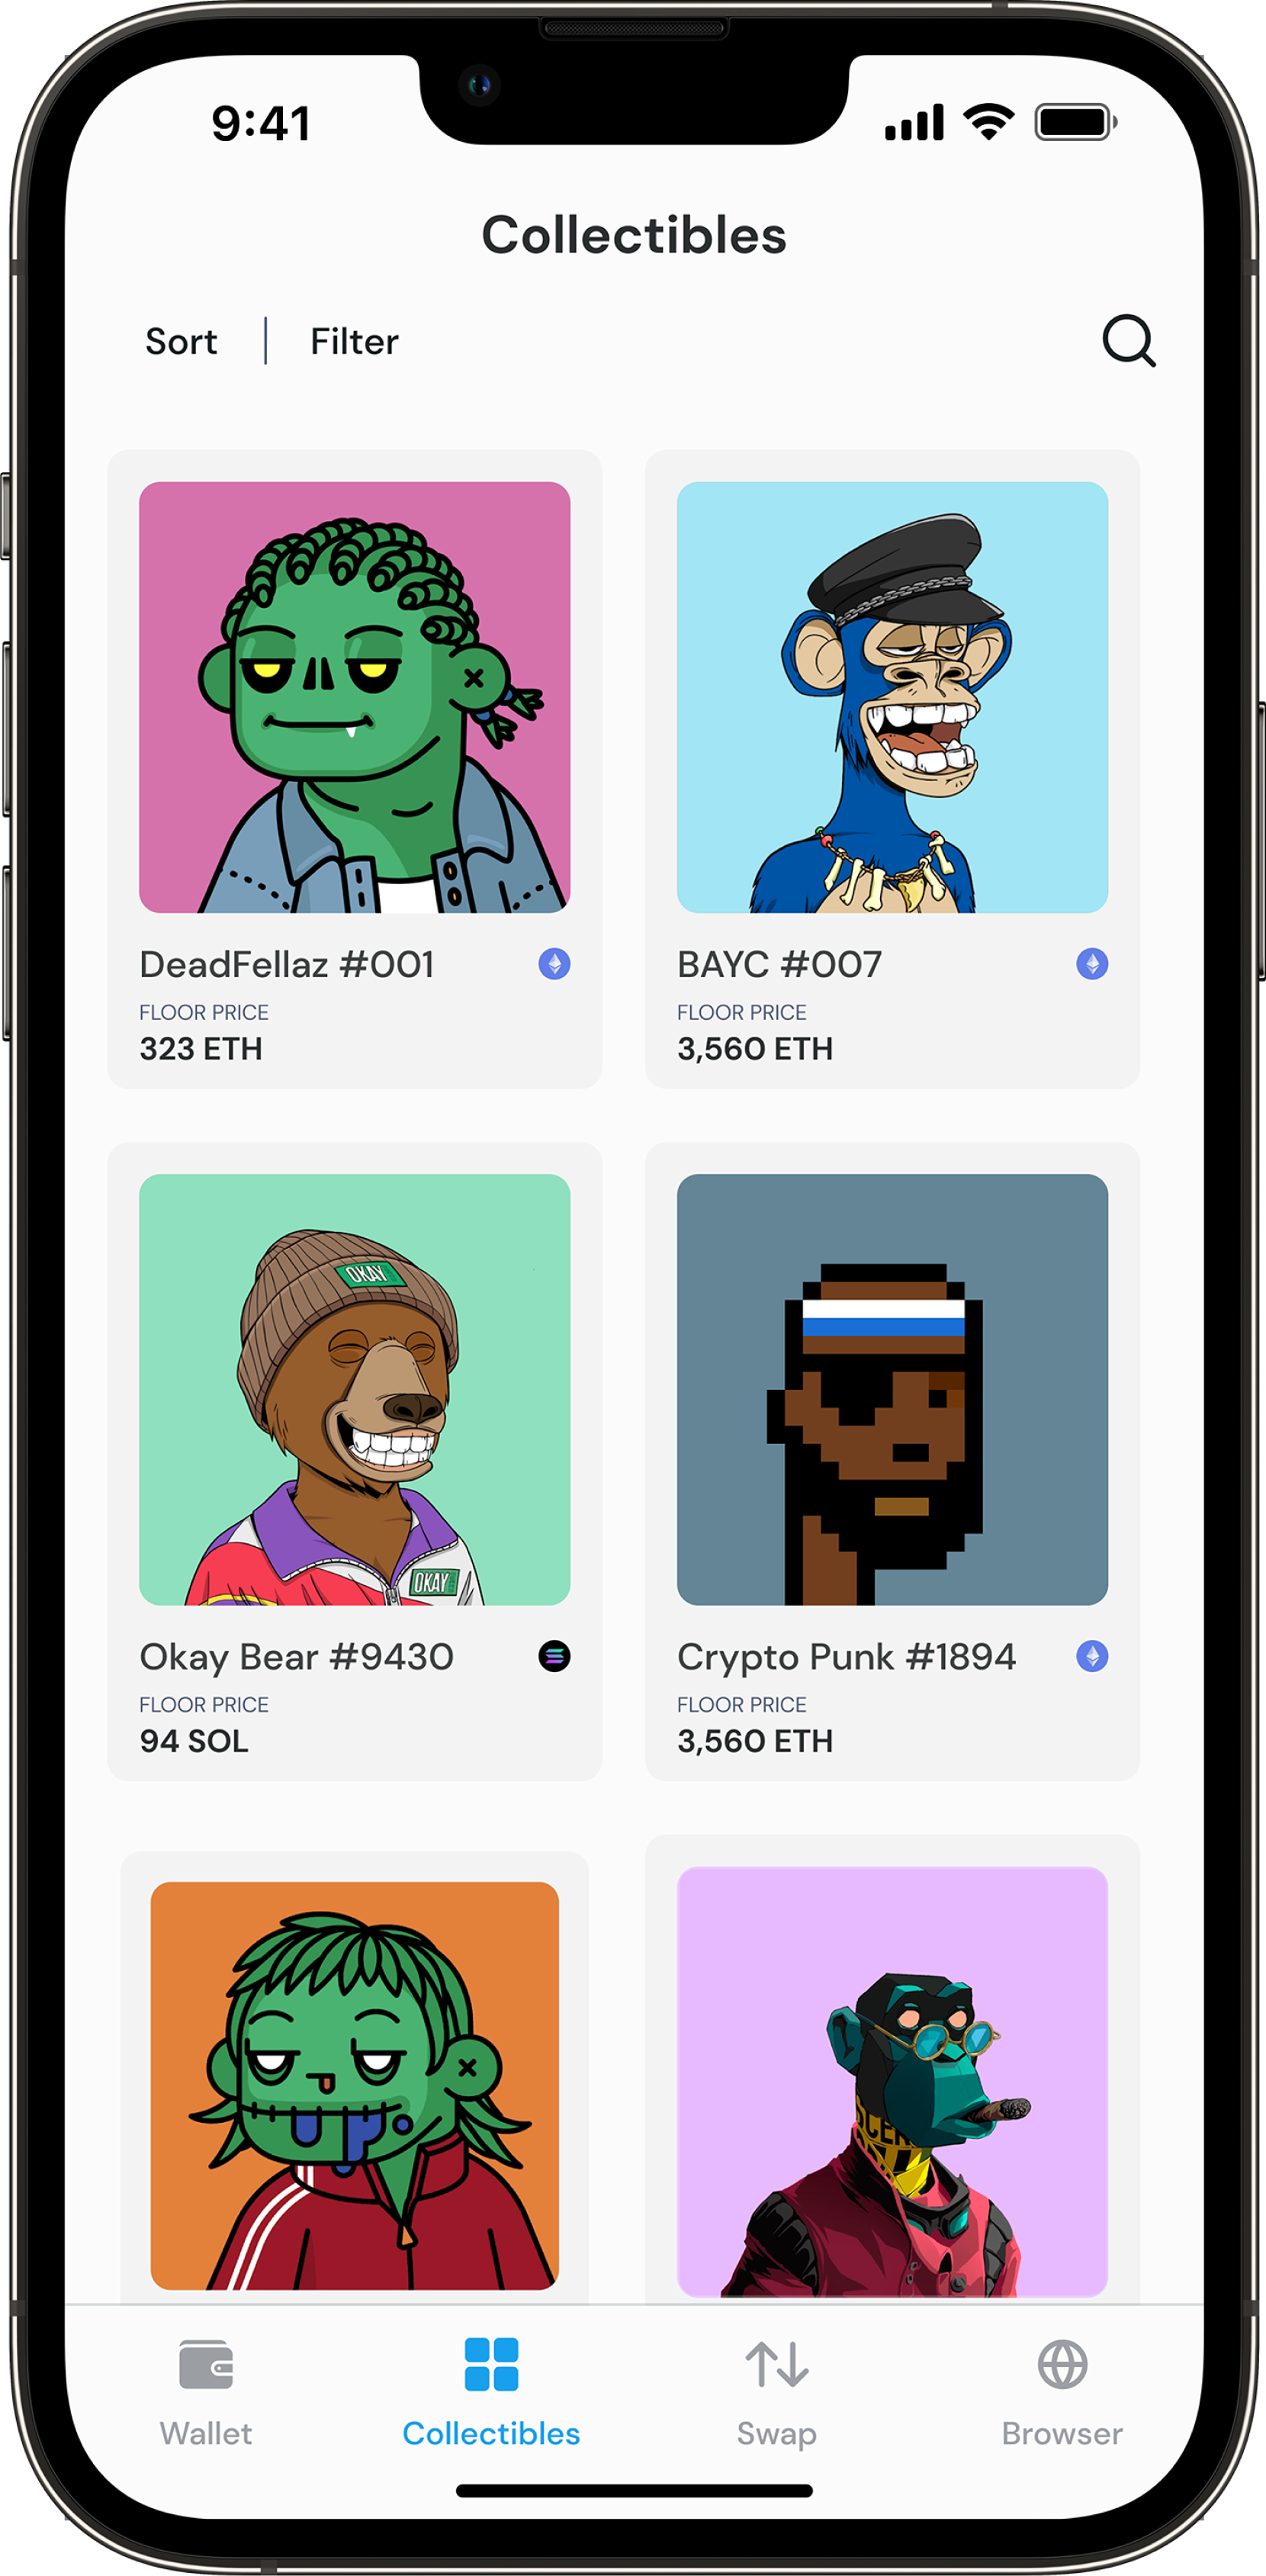 9:41
Collectibles
Sort | Filter
DeadFellaz #001
FLOOR PRICE
323 ETH
BAYC #007
FLOOR PRICE
3,560 ETH
OKAY
OKAY
Okay Bear #9430
FLOOR PRICE
94 SOL
Crypto Punk #1894
FLOOR PRICE
3,560 ETH
Wallet
Collectibles
Swap
Browser